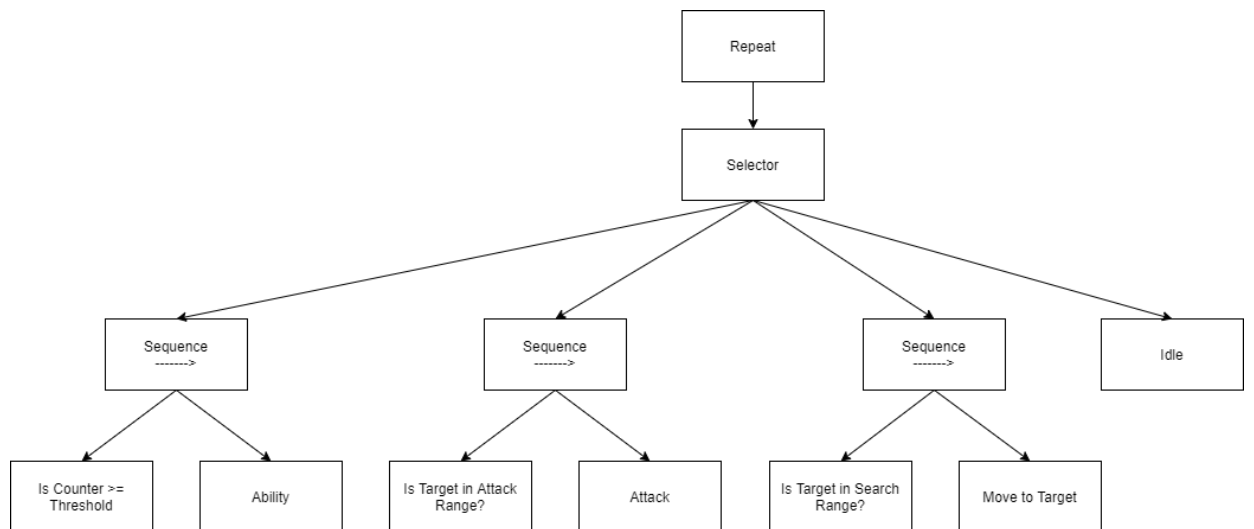 Repeat
Selector
Sequence
------->
Sequence
------->
Sequence
------->
Idle
Is Counter >=
Threshold
Ability
Is Target in Attack
Range?
Attack
Is Target in Search
Range?
Move to Target